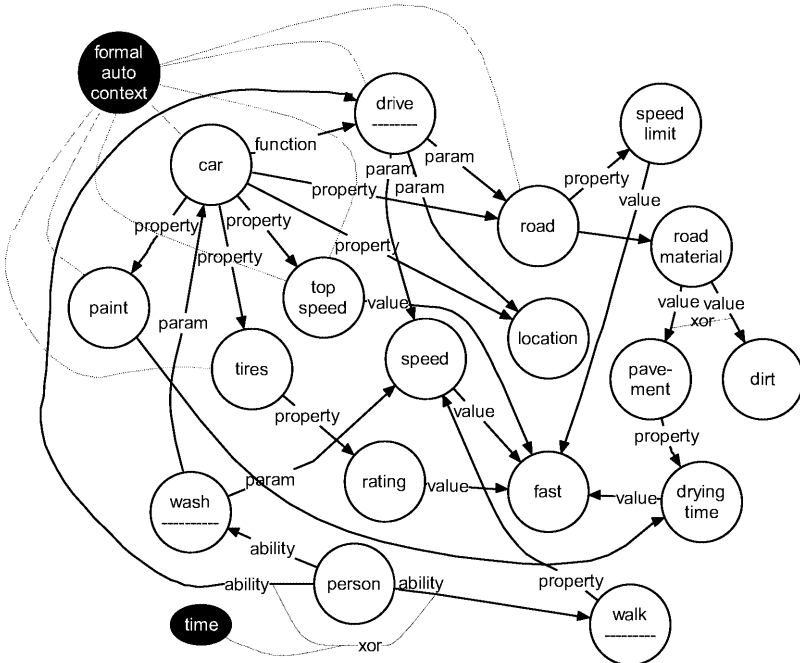 formal
auto
context
drive
--------
speed
limit
function
car
param
param
param
property
property
value
road
property
property
property
property
road
material
top
speed
value
value
value
xor
paint
param
location
speed
tires
pave-
ment
dirt
value
property
property
param
rating
value
fast
value
drying
time
wash
----------
ability
ability
person
ability
property
walk
---------
time
xor